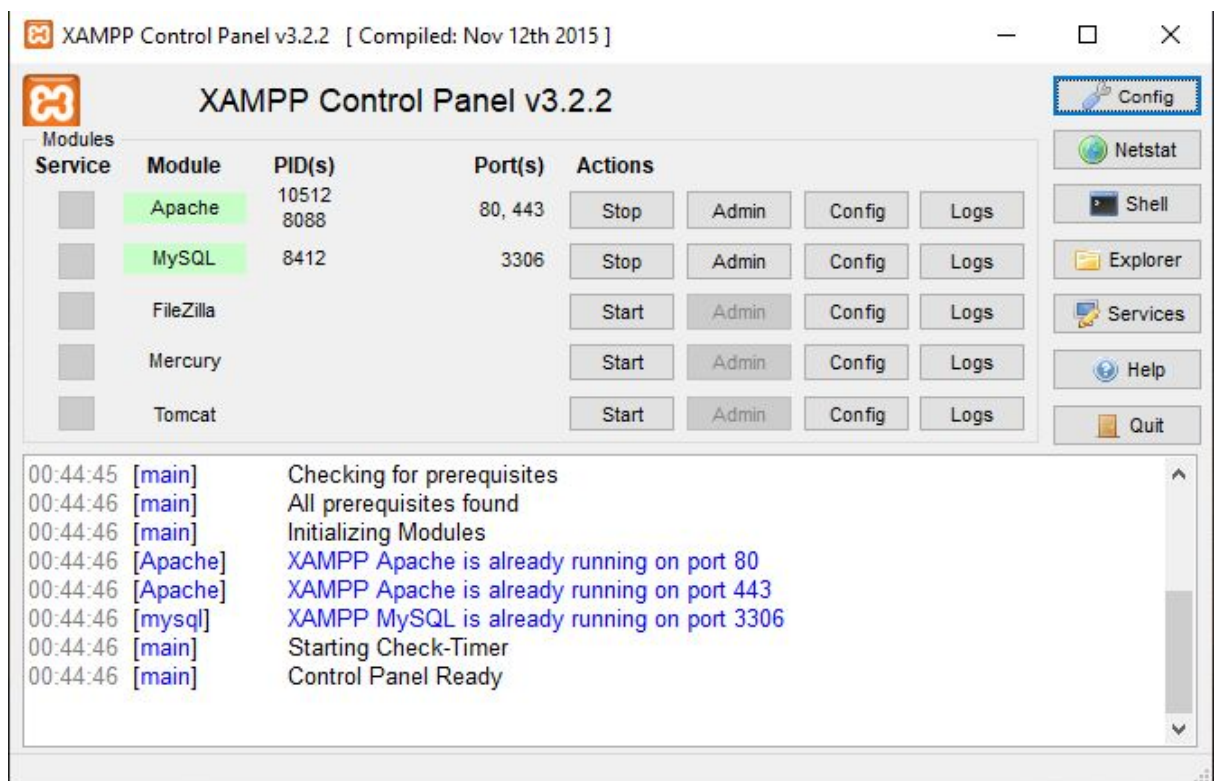 XAMPP Control Panel v3.2.2 [ Compiled: Nov 12th 2015 ]
XAMPP Control Panel v3.2.2
Config
Netstat
Shell
Explorer
Services
Help
Quit
Modules
Service Module PID(s) Port(s) Actions
Apache 10512 8088 80, 443 Stop Admin Config Logs
MySQL 8412 3306 Stop Admin Config Logs
FileZilla Start Admin Config Logs
Mercury Start Admin Config Logs
Tomcat Start Admin Config Logs
00:44:45 [main] Checking for prerequisites
00:44:46 [main] All prerequisites found
00:44:46 [main] Initializing Modules
00:44:46 [Apache] XAMPP Apache is already running on port 80
00:44:46 [Apache] XAMPP Apache is already running on port 443
00:44:46 [mysql] XAMPP MySQL is already running on port 3306
00:44:46 [main] Starting Check-Timer
00:44:46 [main] Control Panel Ready